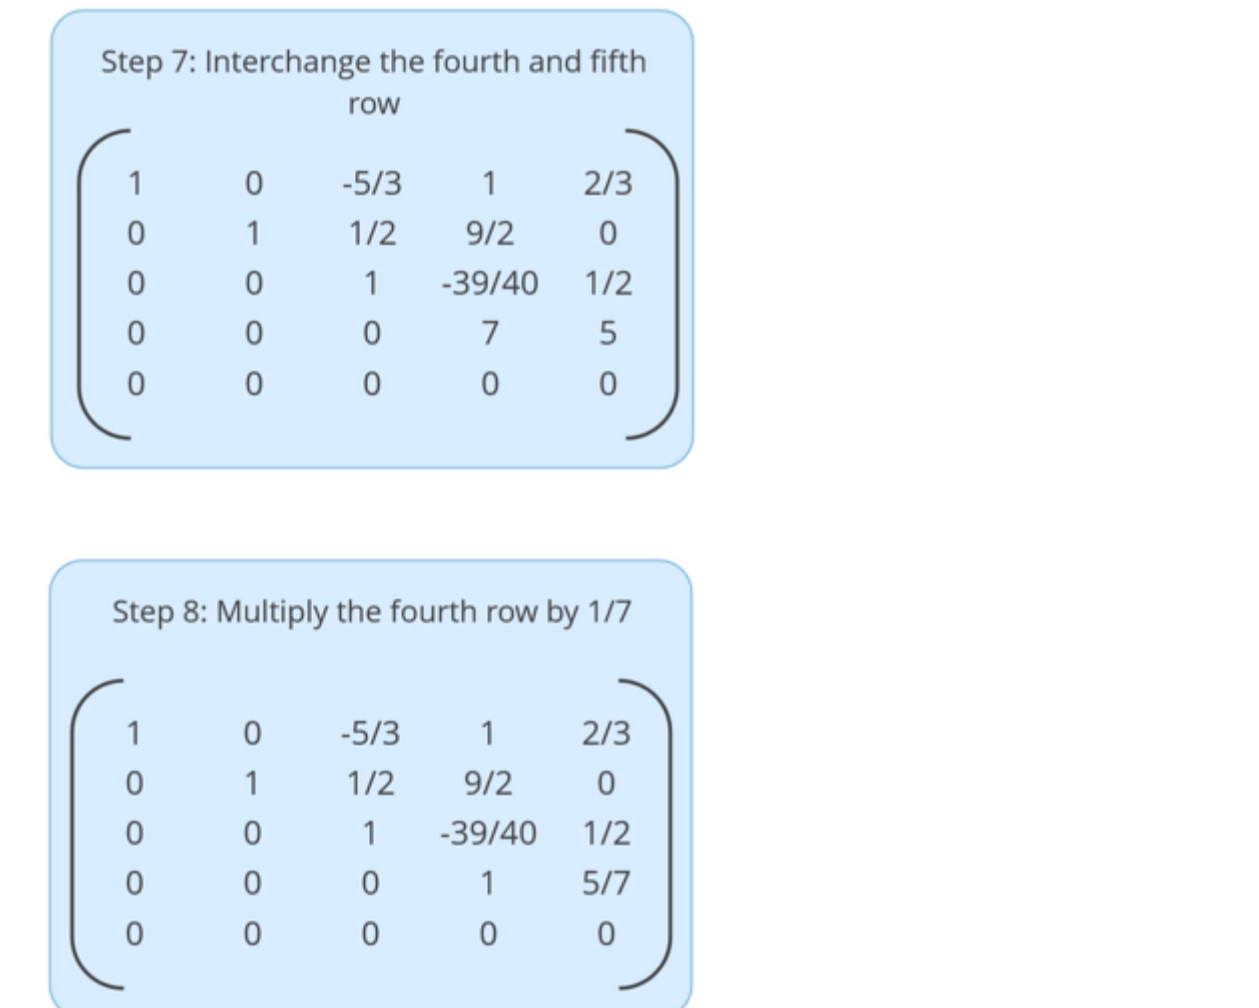 Step 7: Interchange the fourth and fifth
row
1 0 -5/3 1 2/3
0 1 1/2 9/2 0
0 0 1 -39/40 1/2
0 0 0 7 5
0 0 0 0 0
Step 8: Multiply the fourth row by 1/7
1 0 -5/3 1 2/3
0 1 1/2 9/2 0
0 0 1 -39/40 1/2
0 0 0 1 5/7
0 0 0 0 0